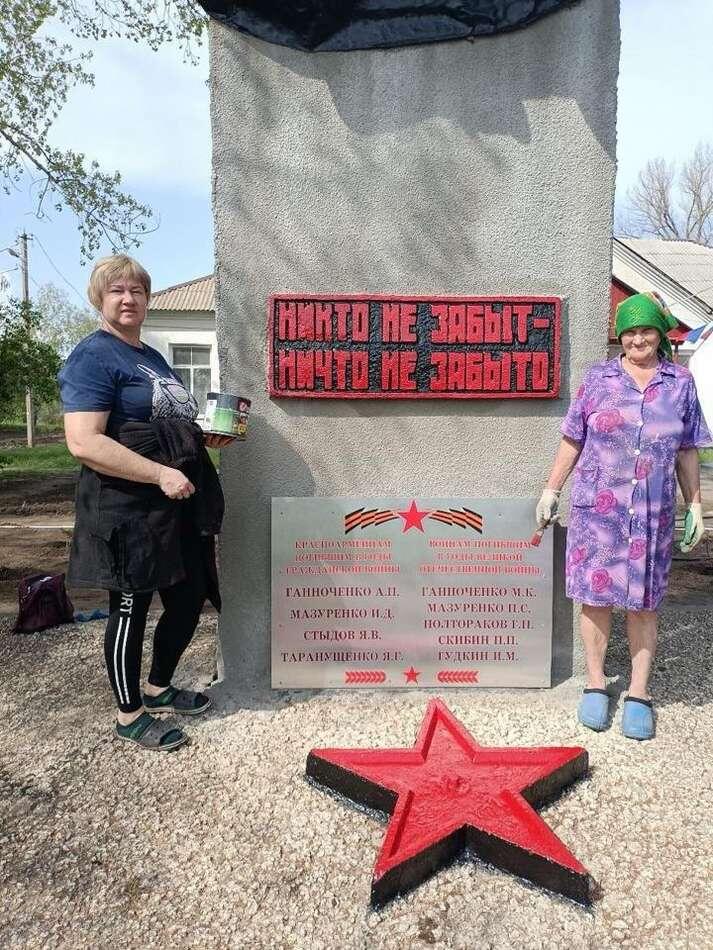 НИКТО НЕ ЗАБЫТ-
НИЧТО НЕ ЗАБЫТО
КРАСНОАРМЕЙЦАМ
ПОГИБШИМ В ГОДЫ
ГРАЖДАНСКОЙ ВОЙНЫ
ГАННОЧЕНКО А.П.
МАЗУРЕНКО И.Д.
СТЫДОВ Я.В.
ТАРАНУЩЕНКО Я.Г.
ВОИНАМ ПОГИБШИМ
В ГОДЫ ВЕЛИКОЙ
ОТЕЧЕСТВЕННОЙ ВОЙНЫ
ГАННОЧЕНКО М.К.
МАЗУРЕНКО П.С.
ПОЛТОРАКОВ Г.П.
СКИБИН П.П.
ГУДКИН И.М.
PORT